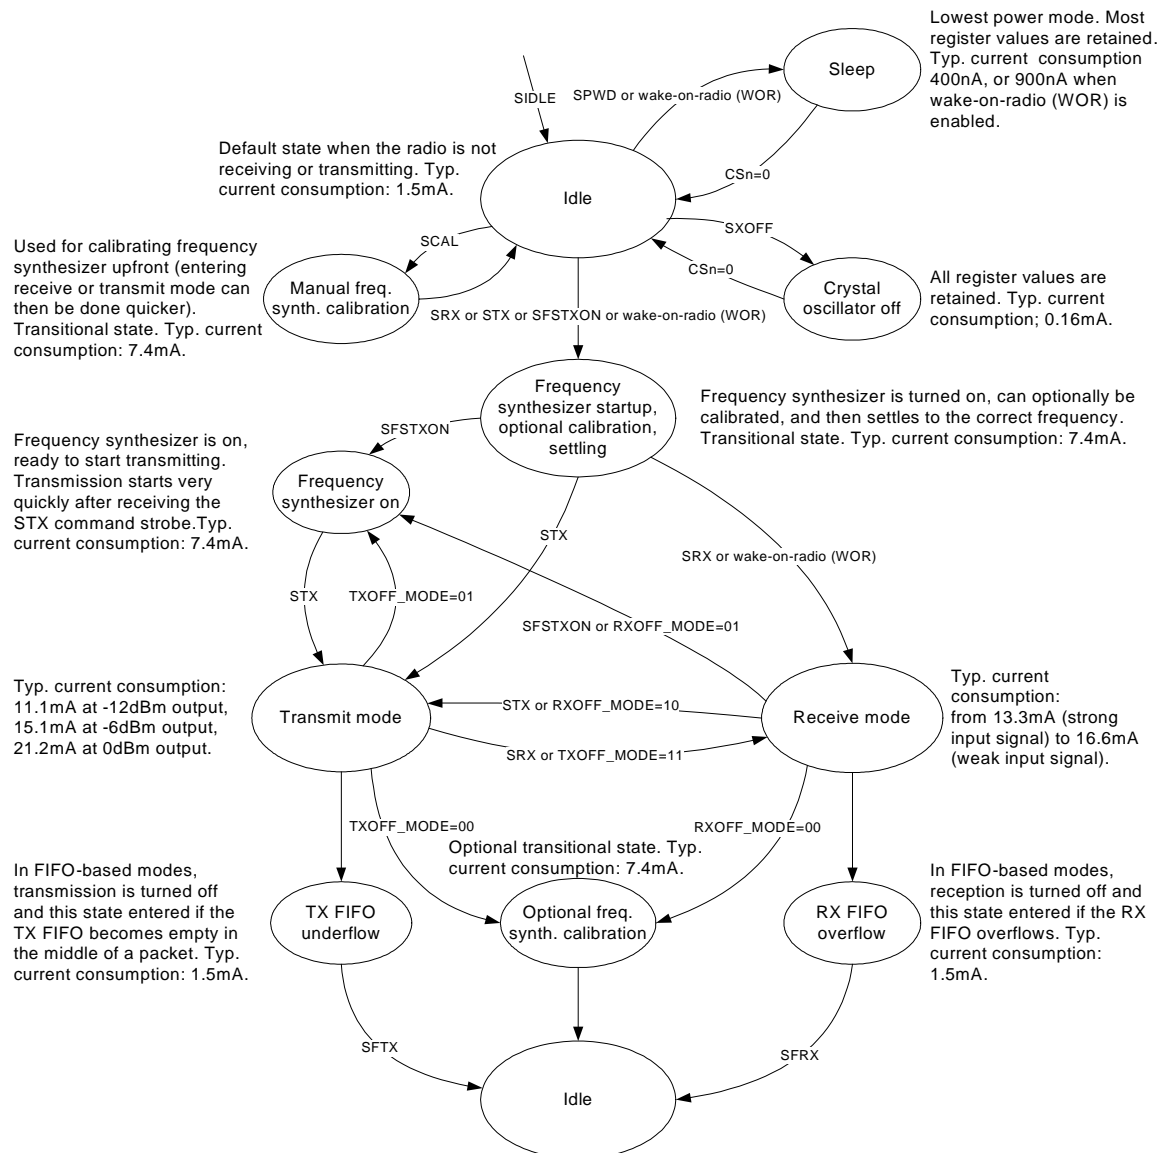 Lowest power mode. Most
register values are retained.
Typ. current consumption
400nA, or 900nA when
wake-on-radio (WOR) is
enabled.
Sleep
SIDLE
SPWD or wake-on-radio (WOR)
Default state when the radio is not
receiving or transmitting. Typ.
current consumption: 1.5mA.
CSn=0
Idle
SXOFF
SCAL
CSn=0
Used for calibrating frequency
synthesizer upfront (entering
receive or transmit mode can
then be done quicker).
Transitional state. Typ. current
consumption: 7.4mA.
Manual freq.
synth. calibration
Crystal
oscillator off
All register values are
retained. Typ. current
consumption; 0.16mA.
SRX or STX or SFSTXON or wake-on-radio (WOR)
Frequency
synthesizer startup,
optional calibration,
settling
Frequency synthesizer is turned on, can optionally be
calibrated, and then settles to the correct frequency.
Transitional state. Typ. current consumption: 7.4mA.
SFSTXON
Frequency synthesizer is on,
ready to start transmitting.
Transmission starts very
quickly after receiving the
STX command strobe.Typ.
current consumption: 7.4mA.
Frequency
synthesizer on
STX
SRX or wake-on-radio (WOR)
STX
TXOFF_MODE=01
SFSTXON or RXOFF_MODE=01
Typ. current consumption:
11.1mA at -12dBm output,
15.1mA at -6dBm output,
21.2mA at 0dBm output.
Transmit mode
STX or RXOFF_MODE=10
SRX or TXOFF_MODE=11
Receive mode
Typ. current
consumption:
from 13.3mA (strong
input signal) to 16.6mA
(weak input signal).
TXOFF_MODE=00
RXOFF_MODE=00
Optional transitional state. Typ.
current consumption: 7.4mA.
In FIFO-based modes,
transmission is turned off
and this state entered if the
TX FIFO becomes empty in
the middle of a packet. Typ.
current consumption: 1.5mA.
TX FIFO
underflow
Optional freq.
synth. calibration
RX FIFO
overflow
In FIFO-based modes,
reception is turned off and
this state entered if the RX
FIFO overflows. Typ.
current consumption:
1.5mA.
SFTX
SFRX
Idle